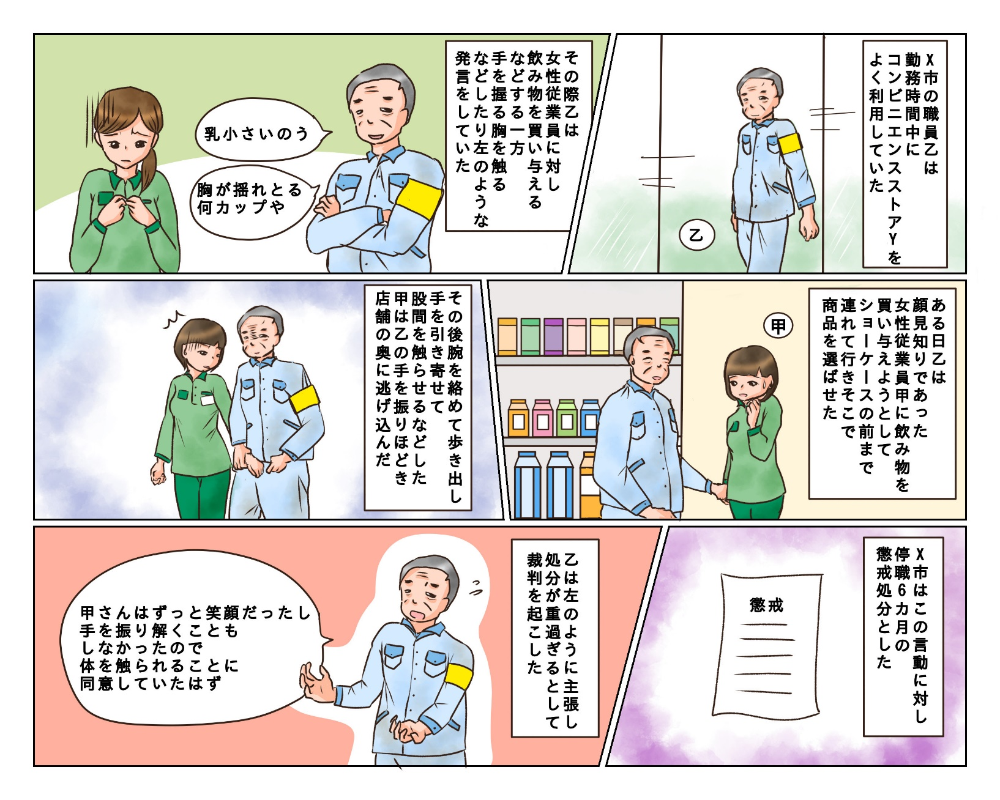 X市の職員乙は
勤務時間中に
コンビニエンスストアYを
よく利用していた
乙
その際乙は
女性従業員に対し
飲み物を買い与える
などする一方
手を握る胸を触る
などしたり左のような
発言をしていた
乳小さいのう
胸が揺れとる
何カップや
ある日乙は
顔見知りであった
女性従業員甲に飲み物を
買い与えようとして
ショーケースの前まで
連れて行きそこで
商品を選ばせた
甲
その後腕を絡めて歩き出し
手を引き寄せて
股間を触らせるなどした
甲は乙の手を振りほどき
店舗の奥に逃げ込んだ
X市はこの言動に対し
停職6カ月の
懲戒処分とした
懲戒
乙は左のように主張し
処分が重過ぎるとして
裁判を起こした
甲さんはずっと笑顔だったし
手を振り解くことも
しなかったので
体を触られることに
同意していたはず